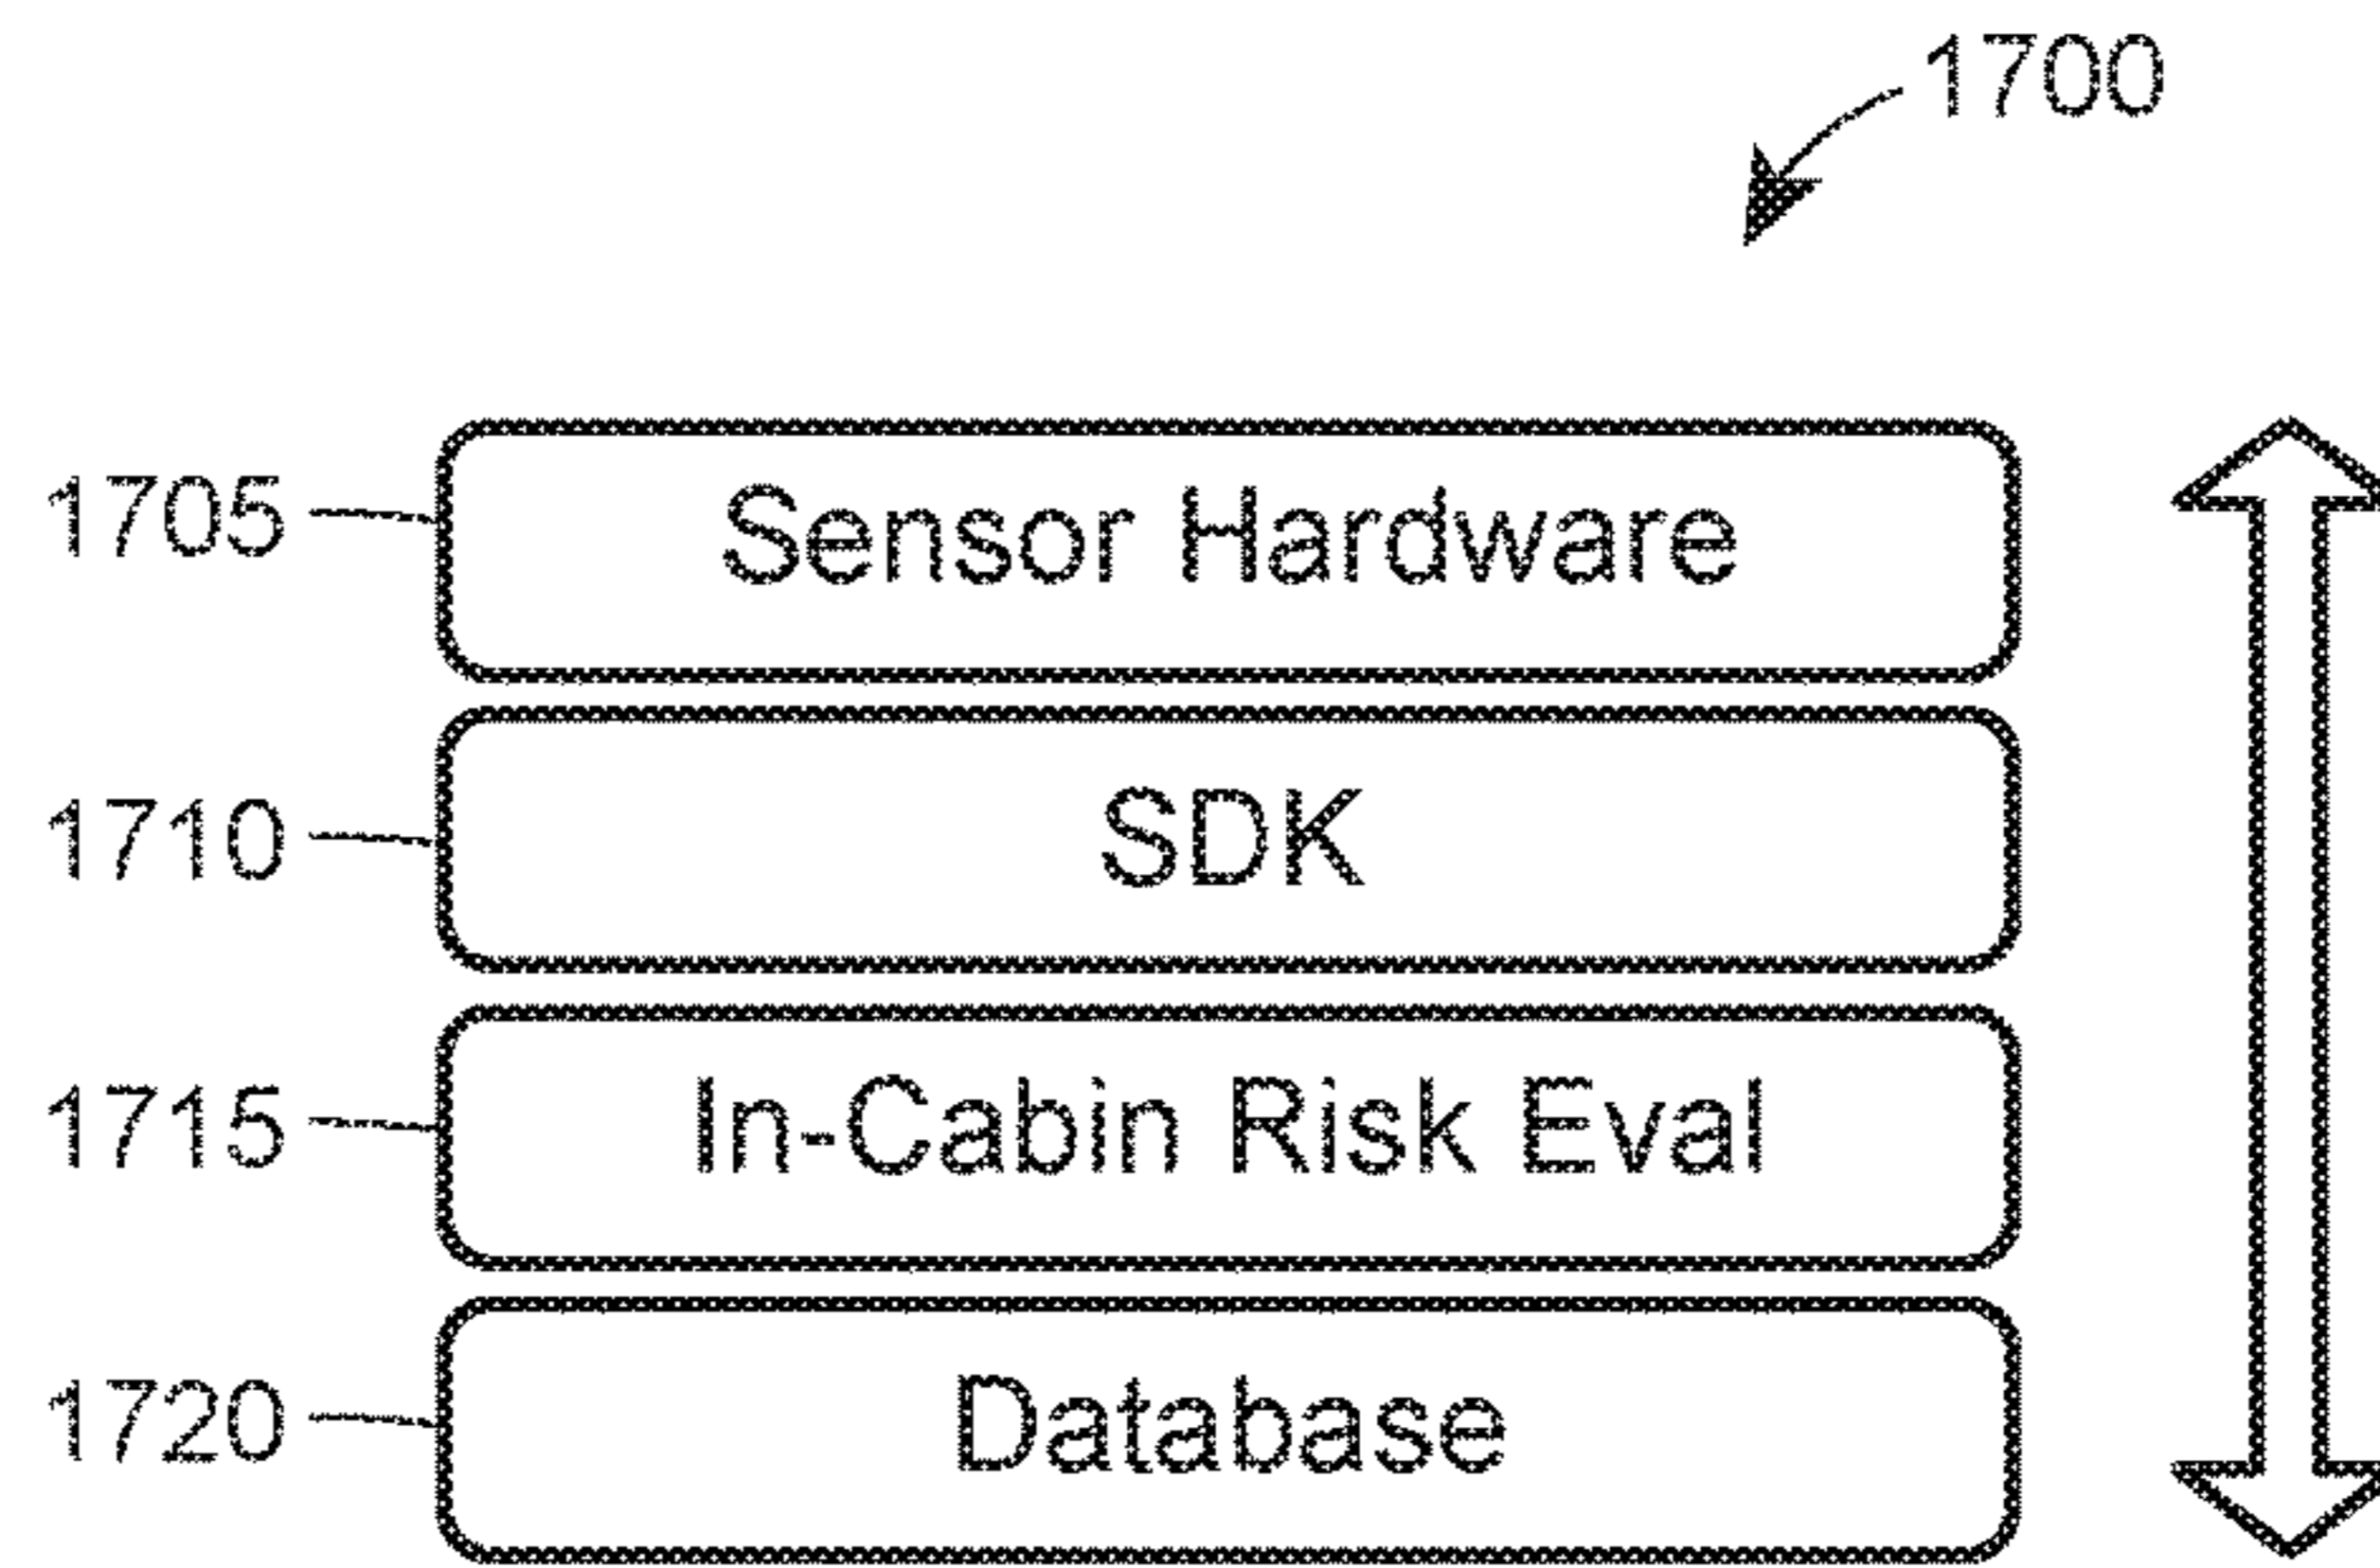 1700
1705 Sensor Hardware
1710 SDK
1715 In-Cabin Risk Eval
1720 Database